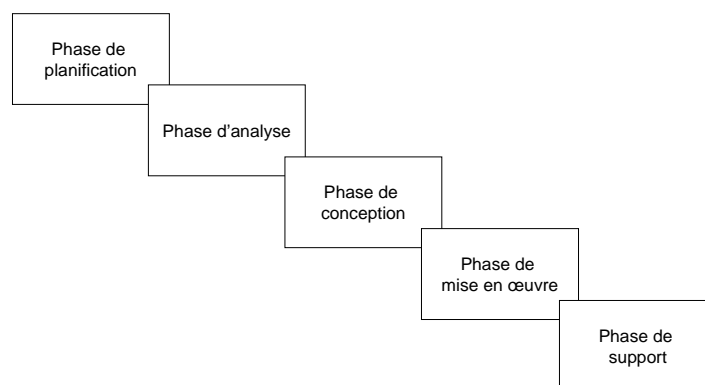 Phase de
planification
Phase d'analyse
Phase de
conception
Phase de
mise en œuvre
Phase de
support